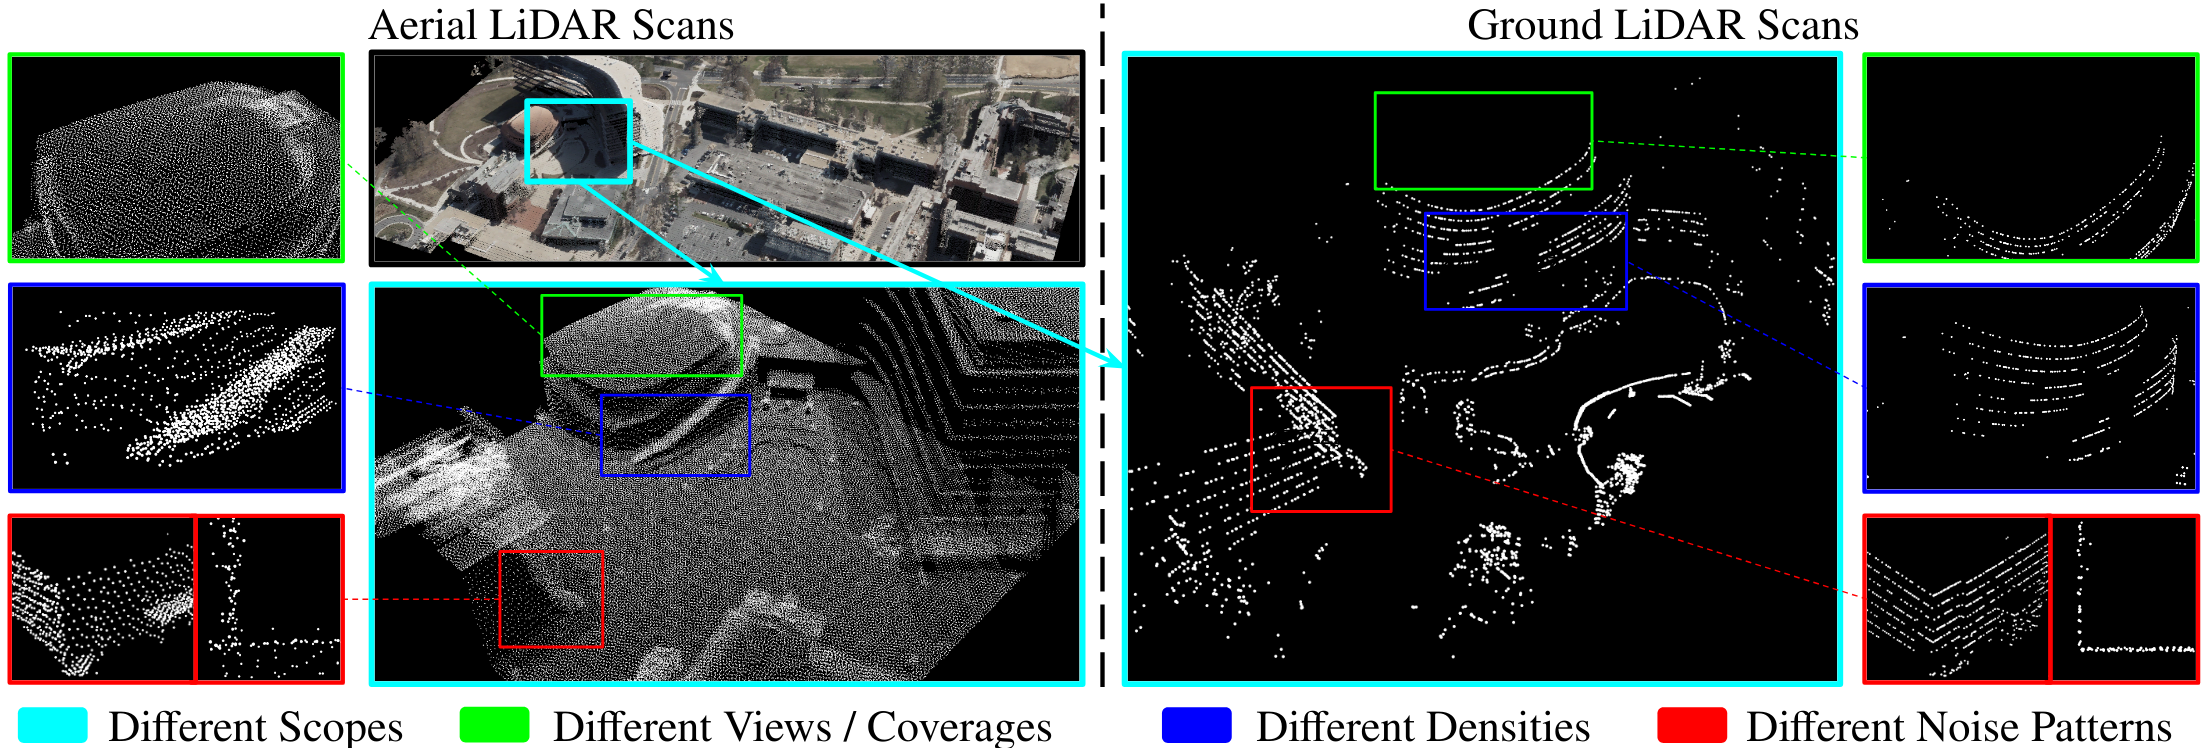 Aerial LiDAR Scans
Ground LiDAR Scans
Different Scopes
Different Views / Coverages
Different Densities
Different Noise Patterns